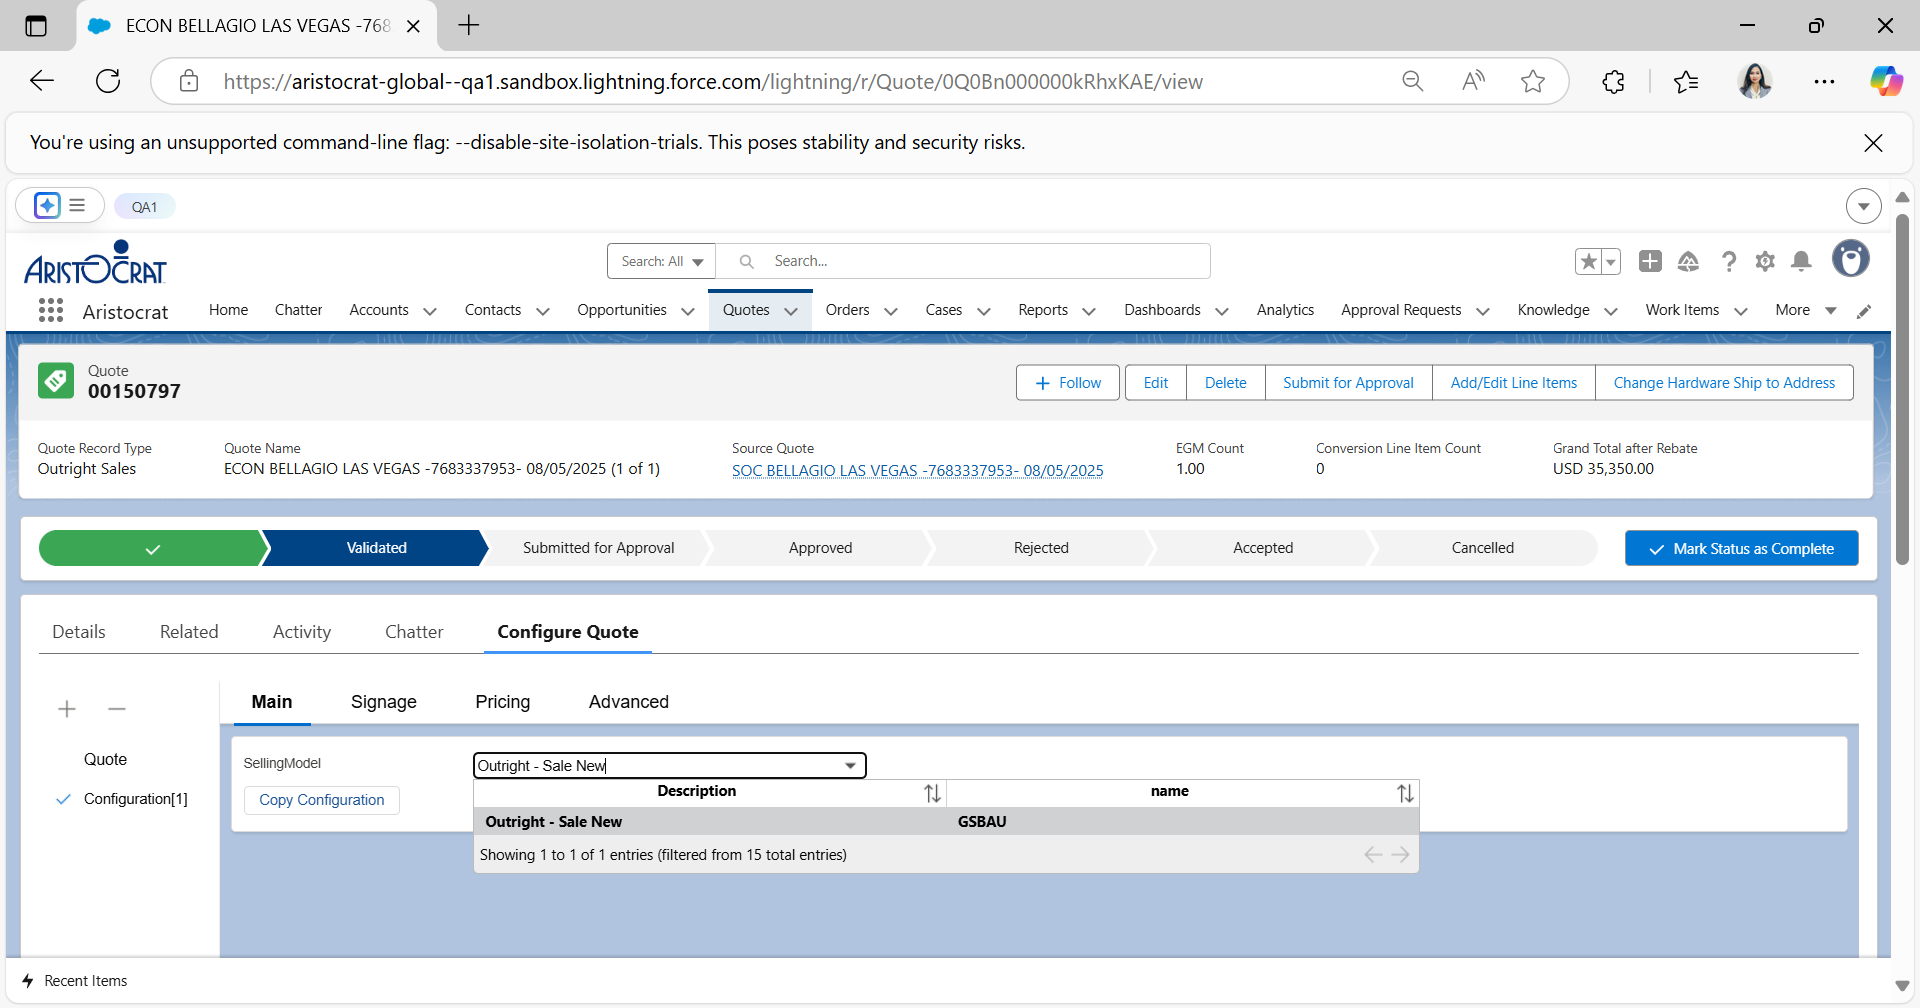 ECON BELLAGIO LAS VEGAS -768
https://aristocrat-global--qa1.sandbox.lightning.force.com/lightning/r/Quote/0Q0Bn000000kRhxKAE/view
You're using an unsupported command-line flag: --disable-site-isolation-trials. This poses stability and security risks.
QA1
ARISTOCRAT
Search: All
Search...
Aristocrat
Home
Chatter
Accounts
Contacts
Opportunities
Quotes
Orders
Cases
Reports
Dashboards
Analytics
Approval Requests
Knowledge
Work Items
More
Quote
00150797
Follow
Edit
Delete
Submit for Approval
Add/Edit Line Items
Change Hardware Ship to Address
Quote Record Type
Outright Sales
Quote Name
ECON BELLAGIO LAS VEGAS -7683337953- 08/05/2025 (1 of 1)
Source Quote
SOC BELLAGIO LAS VEGAS -7683337953- 08/05/2025
EGM Count
1.00
Conversion Line Item Count
0
Grand Total after Rebate
USD 35,350.00
Validated
Submitted for Approval
Approved
Rejected
Accepted
Cancelled
Mark Status as Complete
Details
Related
Activity
Chatter
Configure Quote
Quote
Configuration[1]
Main
Signage
Pricing
Advanced
SellingModel
Outright - Sale New
Copy Configuration
Description
name
Outright - Sale New
GSBAU
Showing 1 to 1 of 1 entries (filtered from 15 total entries)
Recent Items